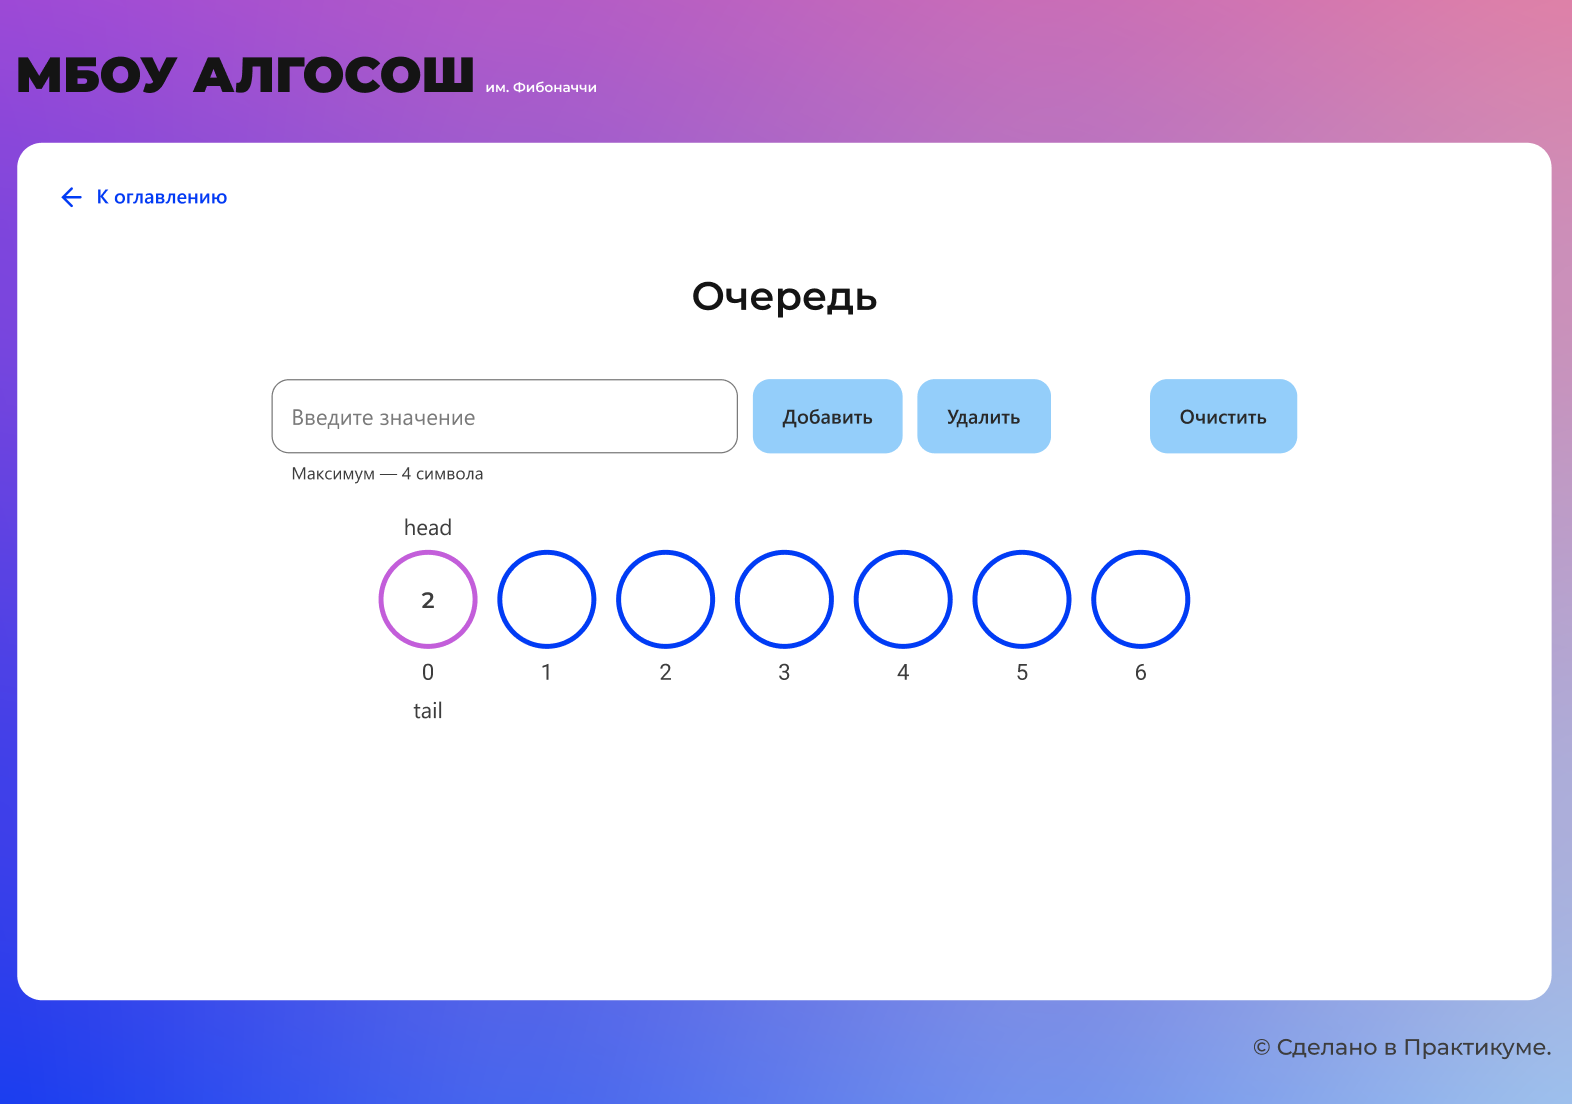 МБОУ АЛГОСОШ им. Фибоначчи
К оглавлению
Очередь
Введите значение Добавить Удалить Очистить
Максимум — 4 символа
head
2
0 1 2 3 4 5 6
tail
© Сделано в Практикуме.